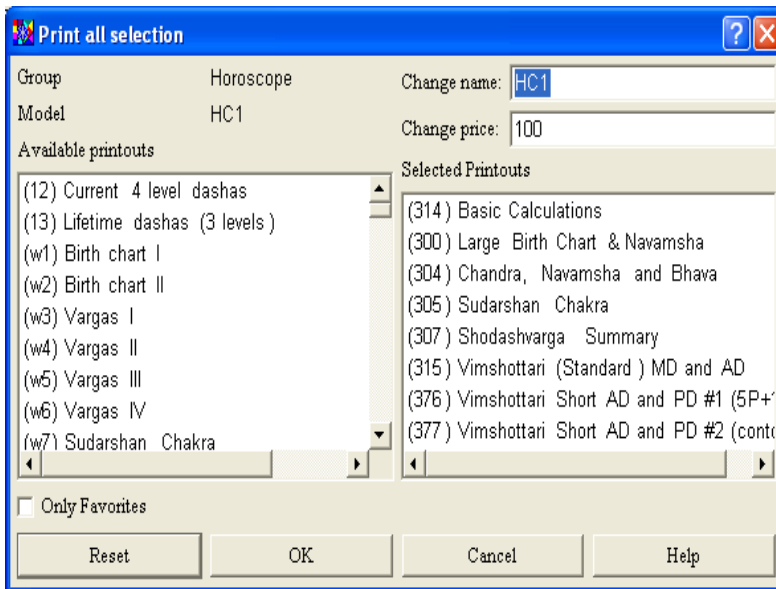 Print all selection
Group Horoscope
Model HC1
Change name: HC1
Change price: 100
Available printouts
(12) Current 4 level dashas
(13) Lifetime dashas (3 levels)
(w1) Birth chart I
(w2) Birth chart II
(w3) Vargas I
(w4) Vargas II
(w5) Vargas III
(w6) Vargas IV
(w7) Sudarshan Chakra
Selected Printouts
(314) Basic Calculations
(300) Large Birth Chart & Navamsha
(304) Chandra, Navamsha and Bhava
(305) Sudarshan Chakra
(307) Shodashvarga Summary
(315) Vimshottari (Standard) MD and AD
(376) Vimshottari Short AD and PD #1 (5P+
(377) Vimshottari Short AD and PD #2 (cont
Only Favorites
Reset OK Cancel Help